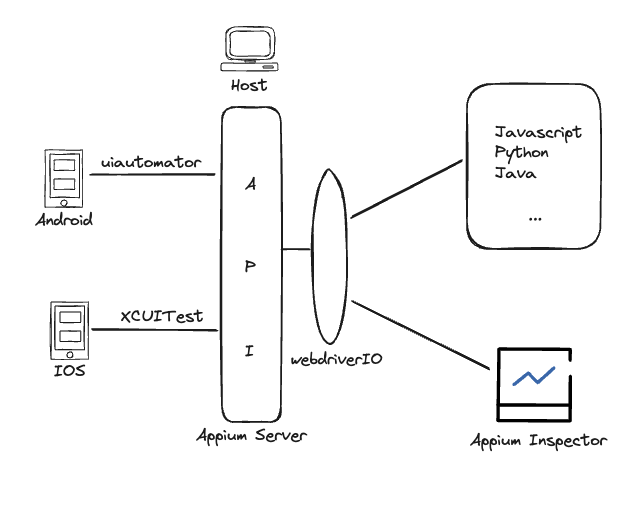 Host
uiautomator
Android
A
P
I
XCUITest
IOS
Appium Server
webdriverIO
Javascript
Python
Java
...
Appium Inspector